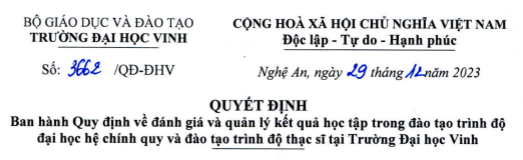 BỘ GIÁO DỤC VÀ ĐÀO TẠO
TRƯỜNG ĐẠI HỌC VINH
CỘNG HOÀ XÃ HỘI CHỦ NGHĨA VIỆT NAM
Độc lập - Tự do - Hạnh phúc
Số: 3662 /QĐ-ĐHV
Nghệ An, ngày 29 tháng 12 năm 2023
QUYẾT ĐỊNH
Ban hành Quy định về đánh giá và quản lý kết quả học tập trong đào tạo trình độ
đại học hệ chính quy và đào tạo trình độ thạc sĩ tại Trường Đại học Vinh